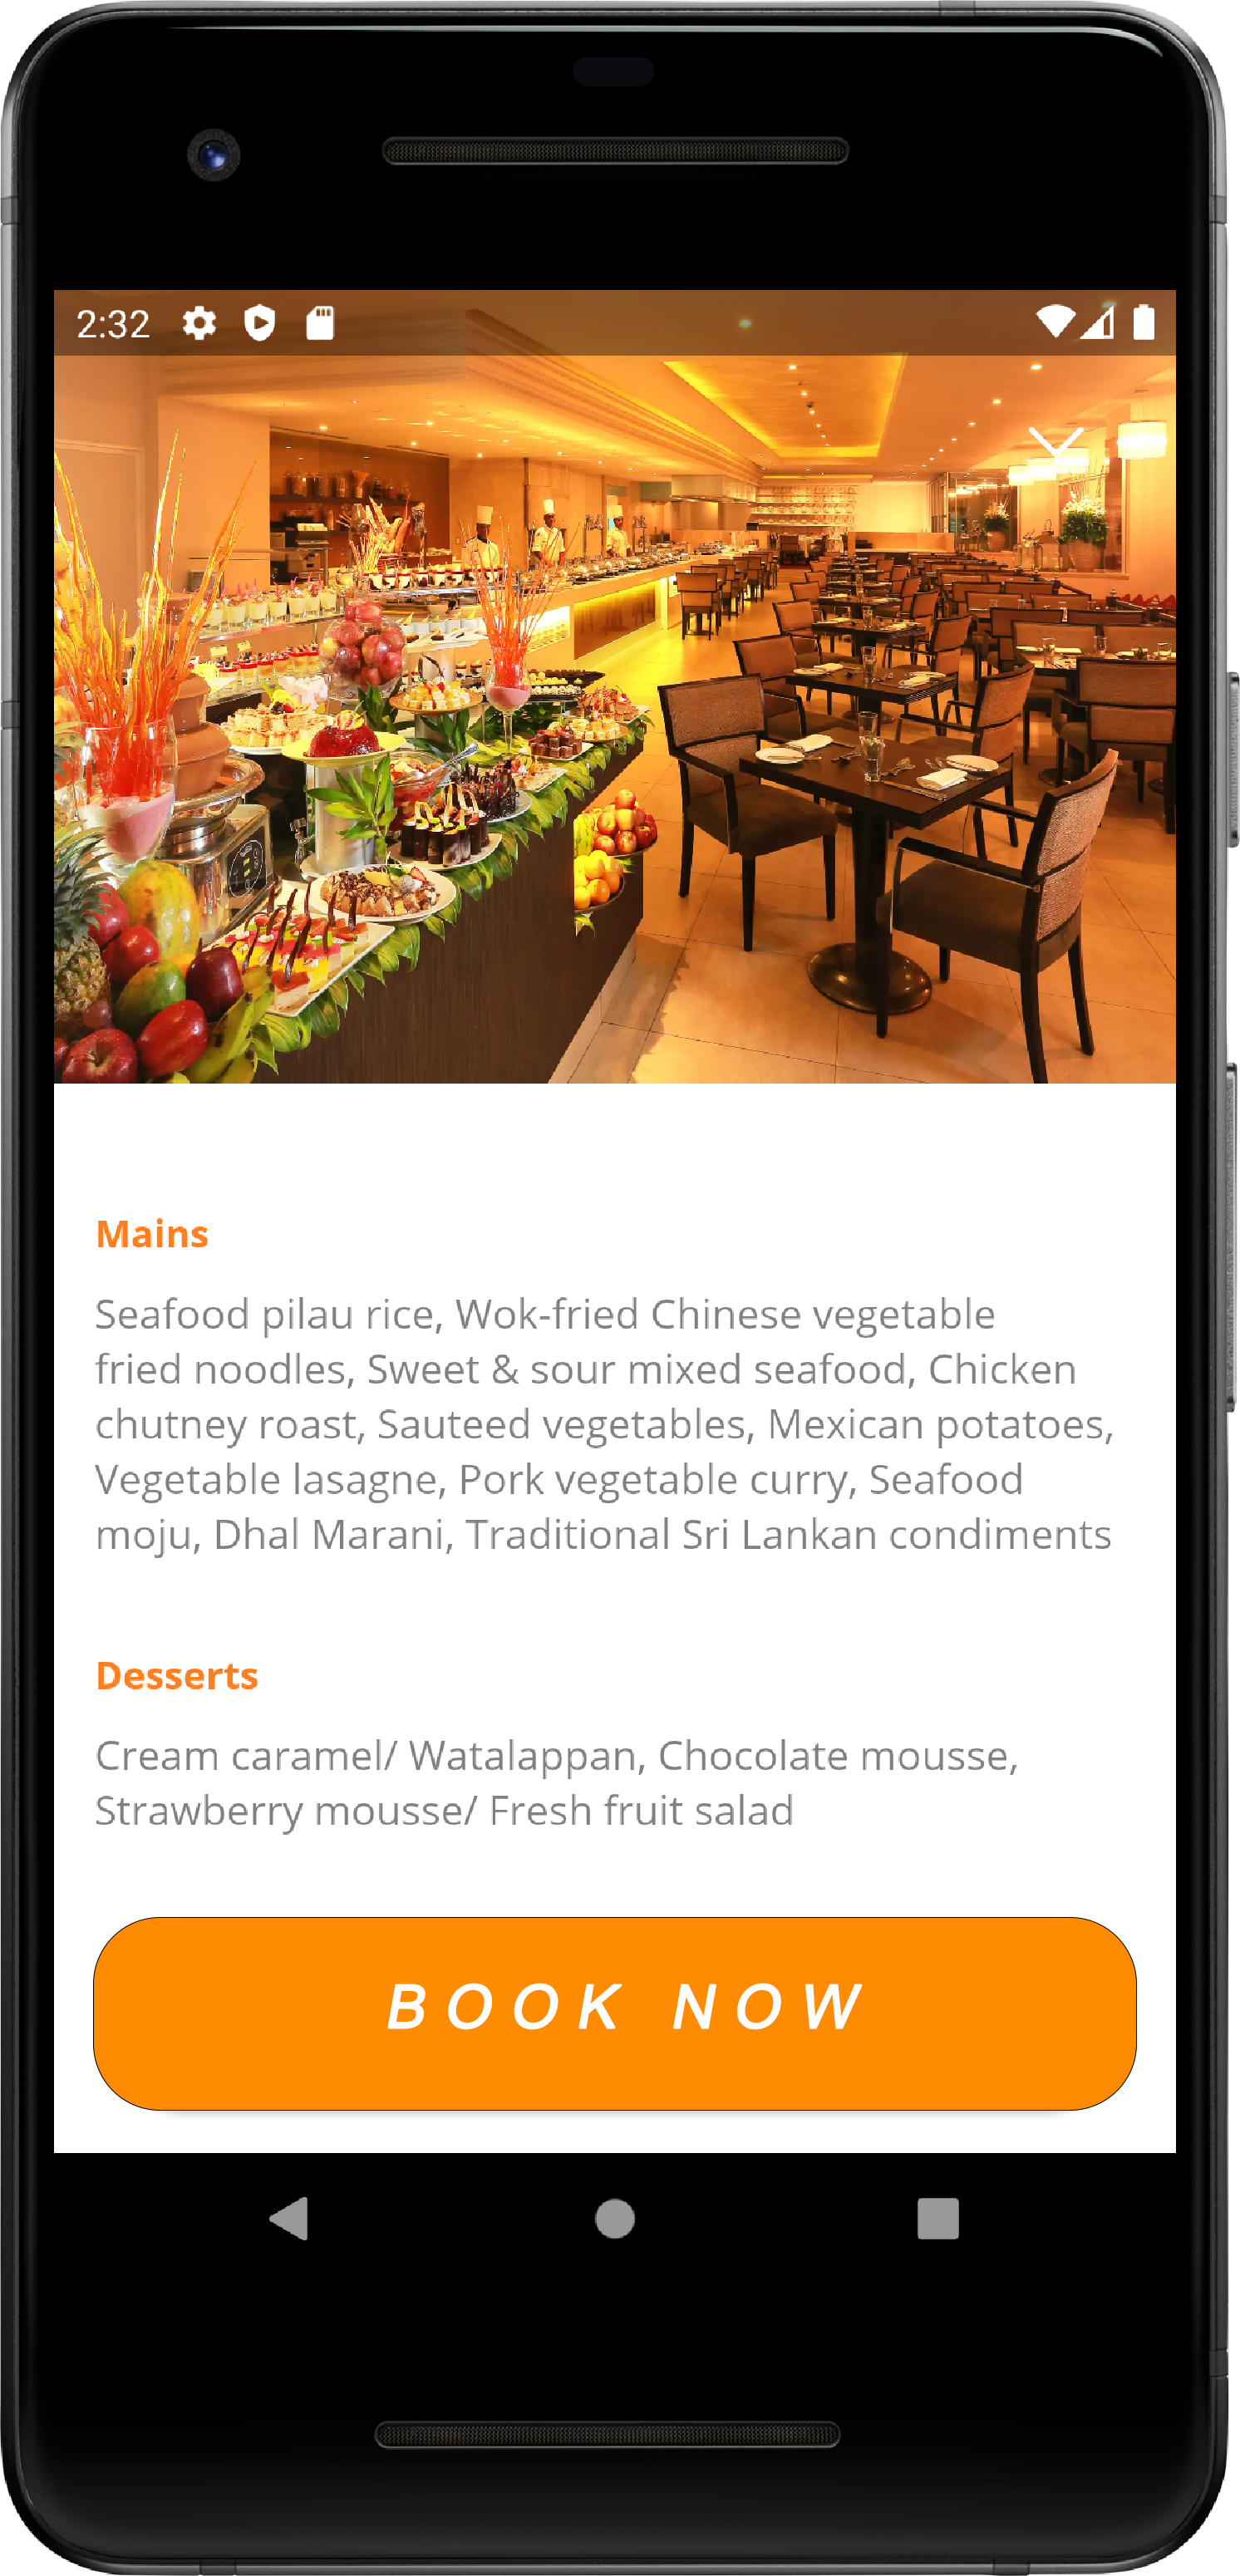 2:32
Mains
Seafood pilau rice, Wok-fried Chinese vegetable
fried noodles, Sweet & sour mixed seafood, Chicken
chutney roast, Sauteed vegetables, Mexican potatoes,
Vegetable lasagne, Pork vegetable curry, Seafood
moju, Dhal Marani, Traditional Sri Lankan condiments
Desserts
Cream caramel/ Watalappan, Chocolate mousse,
Strawberry mousse/ Fresh fruit salad
BOOK NOW